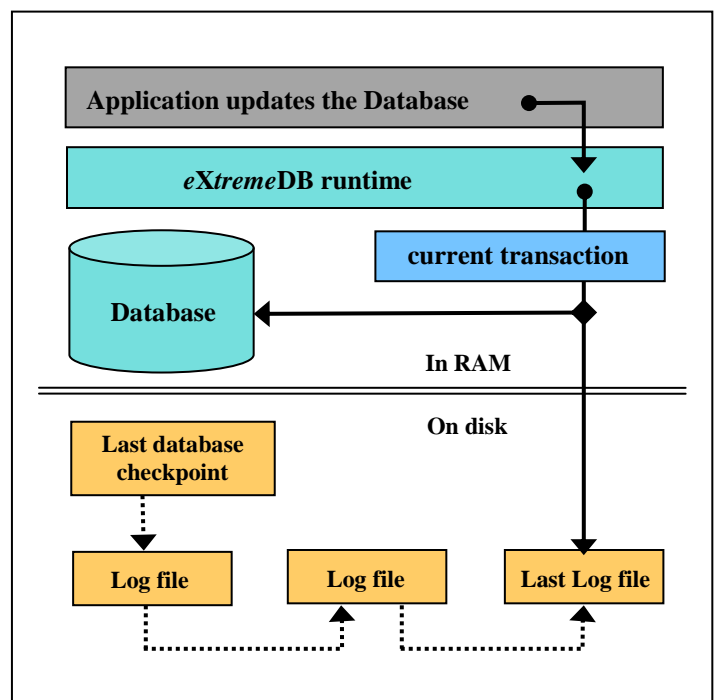 Application updates the Database
eXtremeDB runtime
current transaction
Database
In RAM
On disk
Last database
checkpoint
Log file
Log file
Last Log file